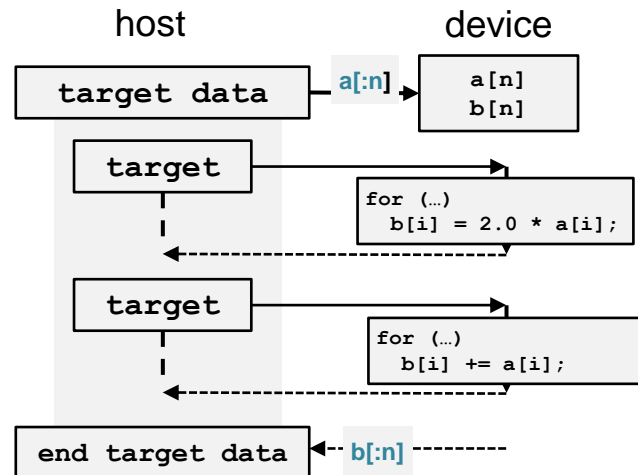 host
device
target data
a[:n]
a[n]
b[n]
target
for (…)
b[i] = 2.0 * a[i];
target
for (…)
b[i] += a[i];
end target data
b[:n]